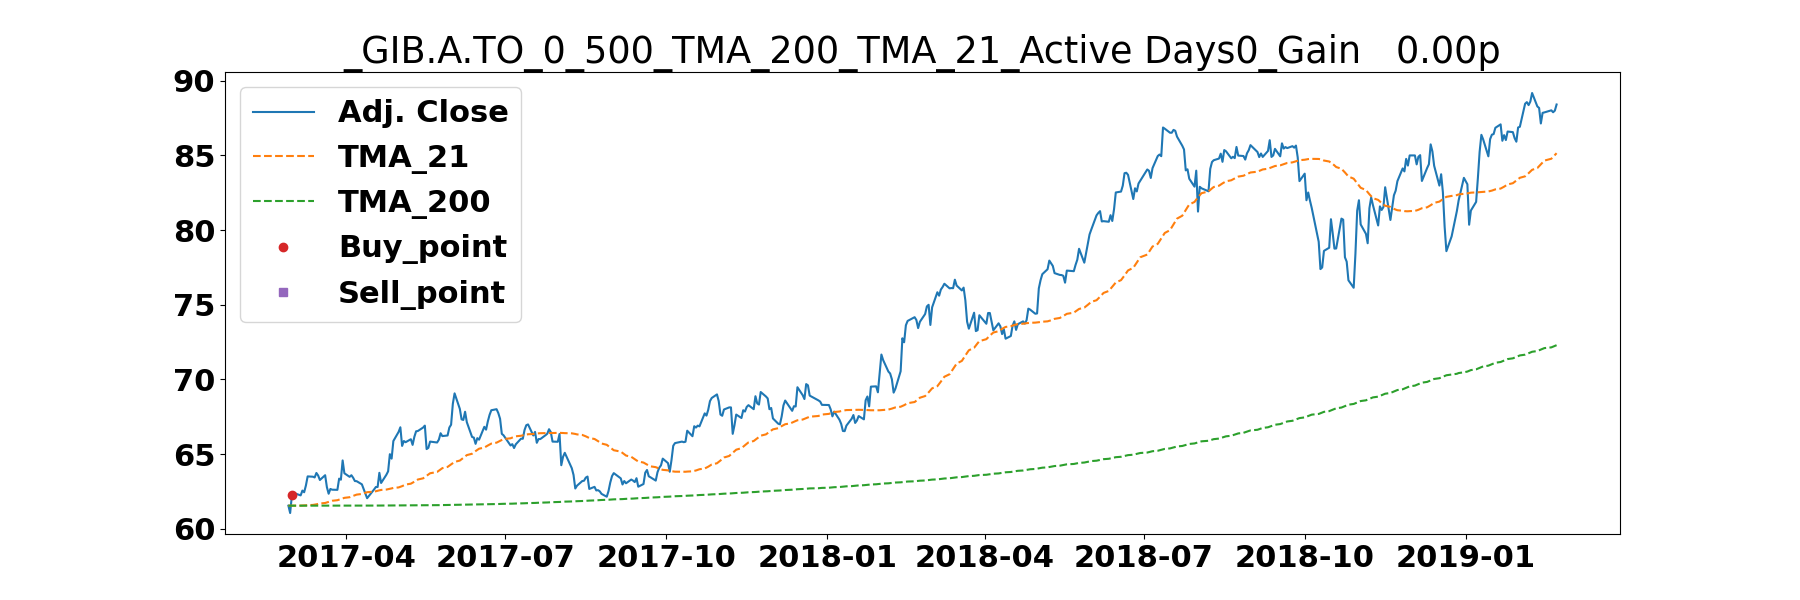 _GIB.A.TO_0_500_TMA_200_TMA_21_Active Days0_Gain   0.00p
90
85
80
75
70
65
60
Adj. Close
TMA_21
TMA_200
Buy_point
Sell_point
2017-04 2017-07 2017-10 2018-01 2018-04 2018-07 2018-10 2019-01